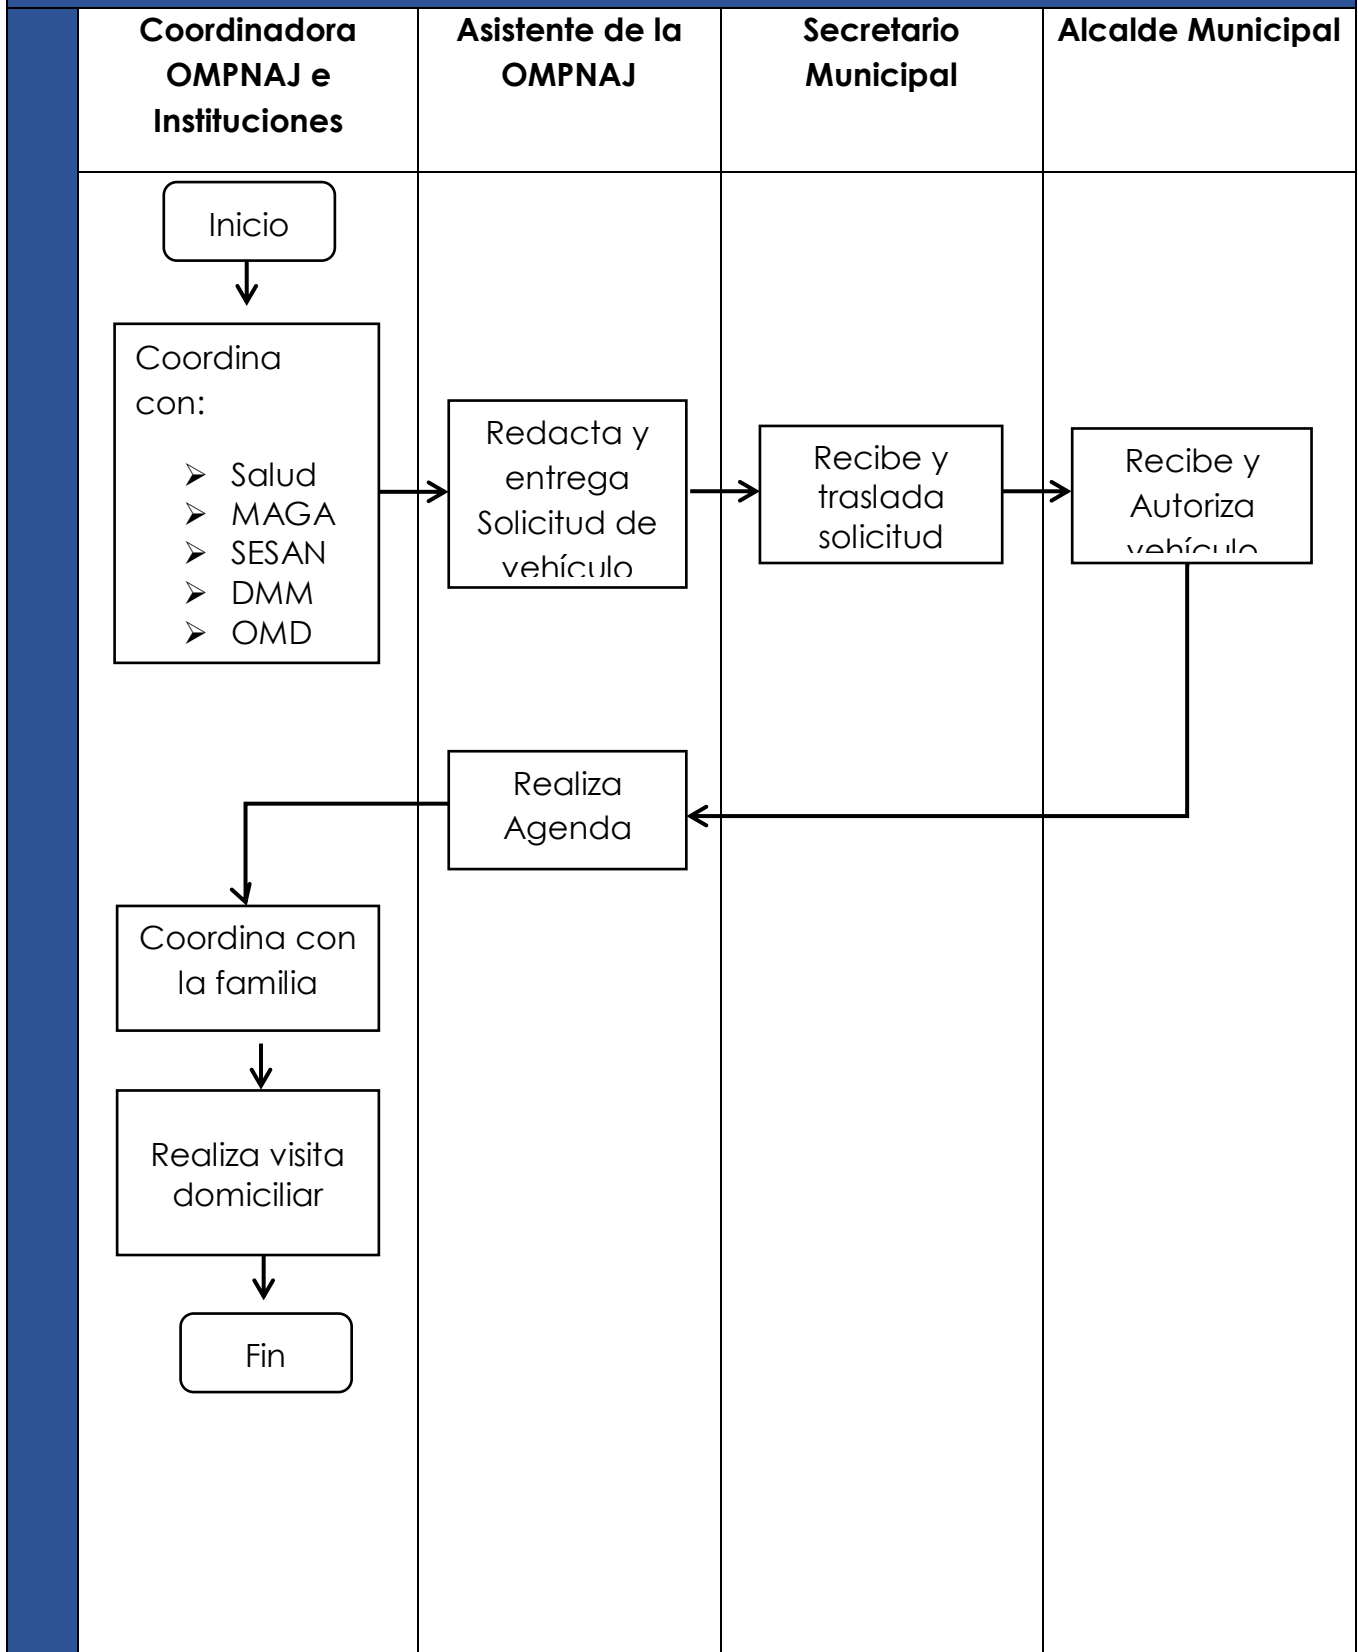 Coordinadora
OMPNAJ e
Instituciones
Asistente de la
OMPNAJ
Secretario
Municipal
Alcalde Municipal
Inicio
Coordina
con:
➢ Salud
➢ MAGA
➢ SESAN
➢ DMM
➢ OMD
Redacta y
entrega
Solicitud de
vehículo
Recibe y
traslada
solicitud
Recibe y
Autoriza
vehículo
Realiza
Agenda
Coordina con
la familia
Realiza visita
domiciliar
Fin